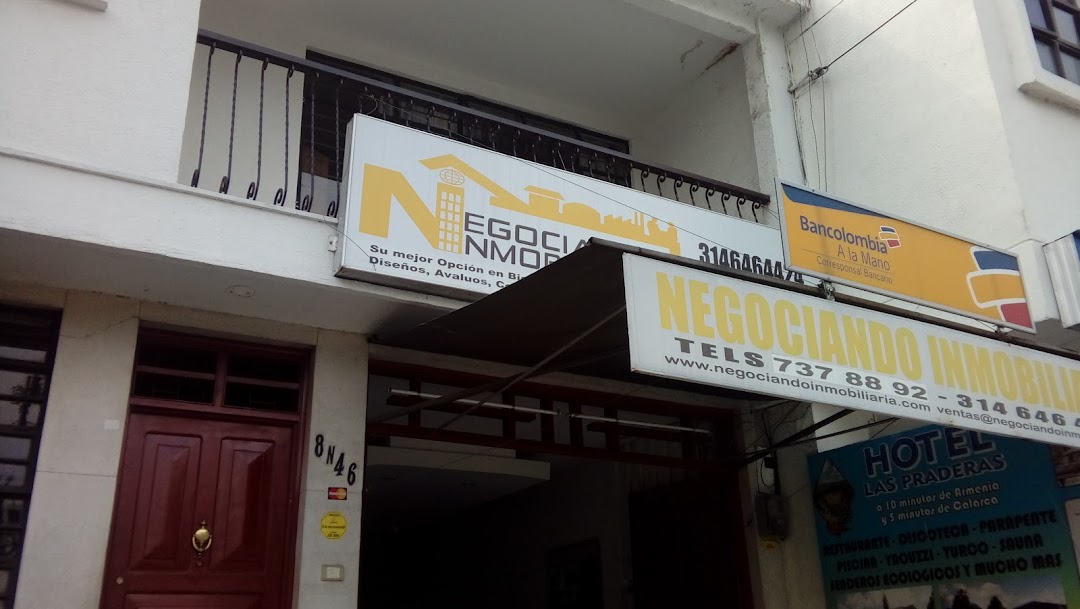 NEGOCIA
INMOB
Su mejor Opción en Bi
Diseños, Avaluos, C
314646447
Bancolombia
A la Mano
Corresponsal Bancario
NEGOCIANDO INMOBILIA
TELS 737 88 92 - 314 646 4
www.negociandoinmobiliaria.com ventas@negociandoinm
8N46
HOTEL
LAS PRADERAS
a 10 minutos de Armenia
y 5 minutos de Calarca
RESTAURANTE - DISCOTECA - PARAPENTE
PISCINA - YACUZZI - TURCO - SAUNA
SENDEROS ECOLOGICOS Y MUCHO MAS